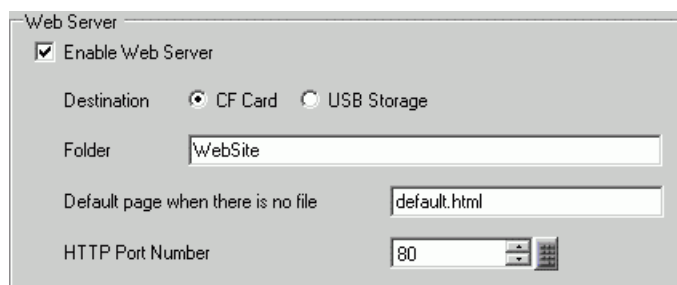 Web Server
Enable Web Server
Destination CF Card USB Storage
Folder WebSite
Default page when there is no file default.html
HTTP Port Number 80